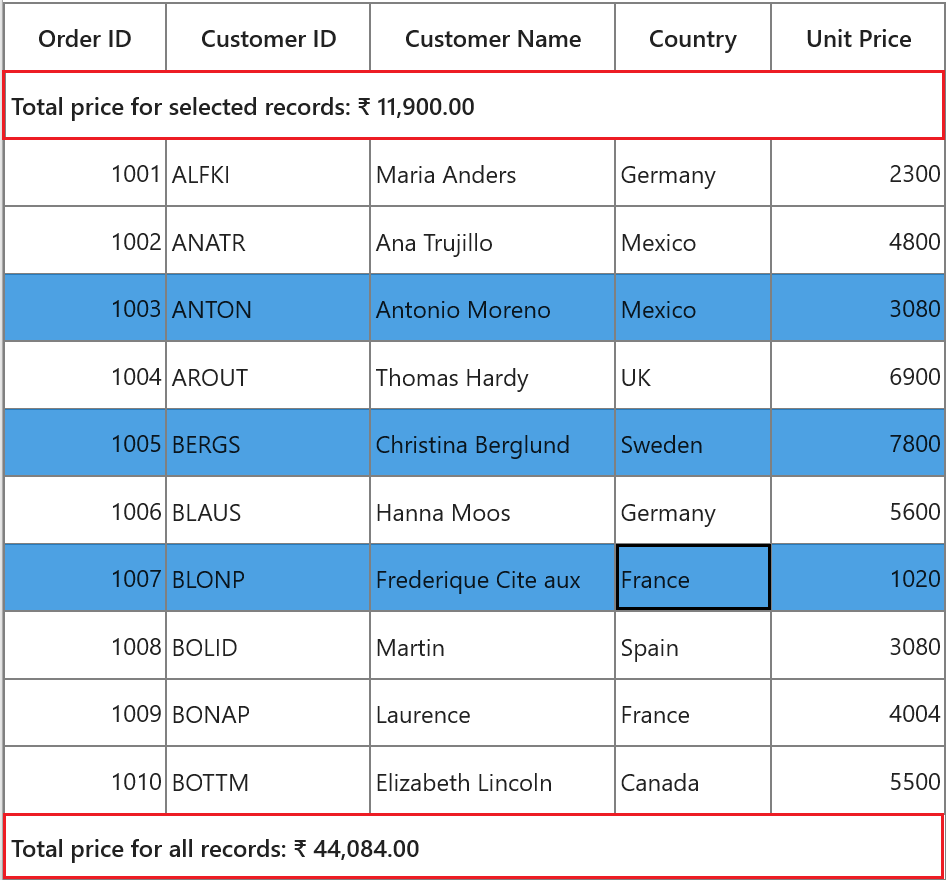 Order ID Customer ID Customer Name Country Unit Price
Total price for selected records: ₹ 11,900.00
1001 ALFKI Maria Anders Germany 2300
1002 ANATR Ana Trujillo Mexico 4800
1003 ANTON Antonio Moreno Mexico 3080
1004 AROUT Thomas Hardy UK 6900
1005 BERGS Christina Berglund Sweden 7800
1006 BLAUS Hanna Moos Germany 5600
1007 BLONP Frederique Cite aux France 1020
1008 BOLID Martin Spain 3080
1009 BONAP Laurence France 4004
1010 BOTTM Elizabeth Lincoln Canada 5500
Total price for all records: ₹ 44,084.00